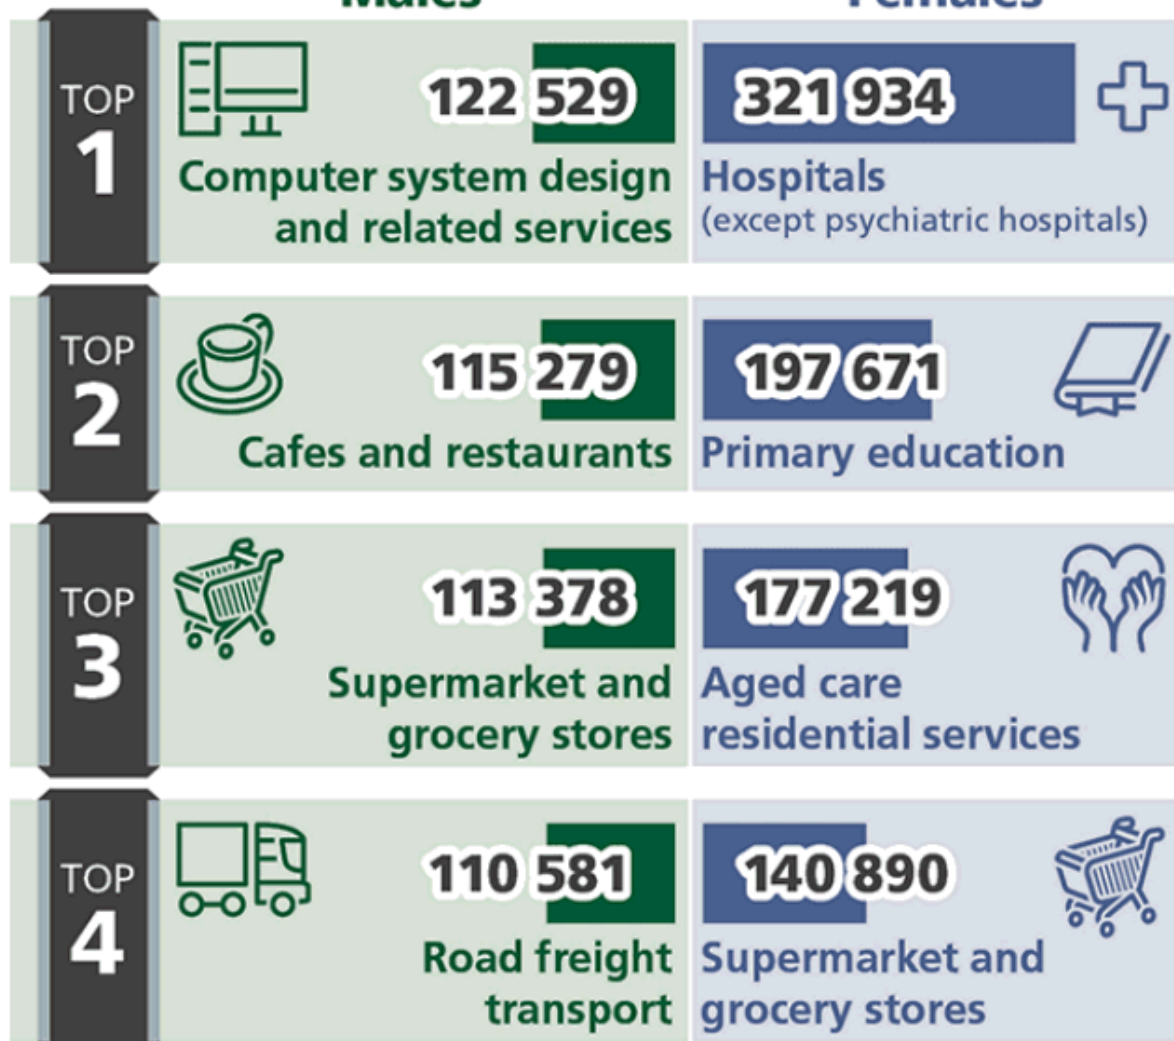 Males Females
TOP
1
122 529
Computer system design
and related services
321 934
Hospitals
(except psychiatric hospitals)
TOP
2
115 279
Cafes and restaurants
197 671
Primary education
TOP
3
113 378
Supermarket and
grocery stores
177 219
Aged care
residential services
TOP
4
110 581
Road freight
transport
140 890
Supermarket and
grocery stores